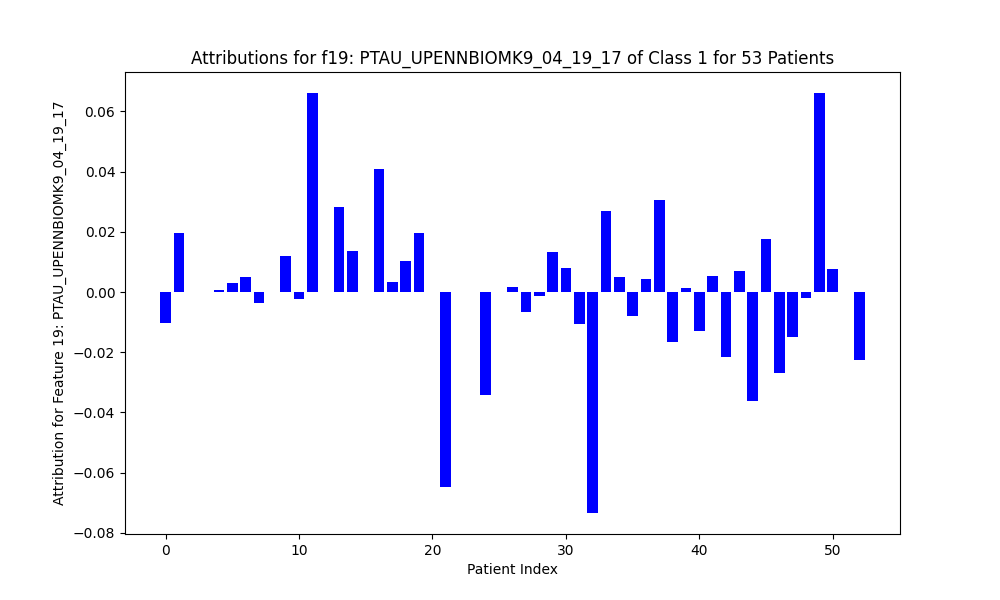 Attributions for f19: PTAU_UPENNBIOMK9_04_19_17 of Class 1 for 53 Patients
Attribution for Feature 19: PTAU_UPENNBIOMK9_04_19_17
0.06
0.04
0.02
0.00
−0.02
−0.04
−0.06
−0.08
0 10 20 30 40 50
Patient Index